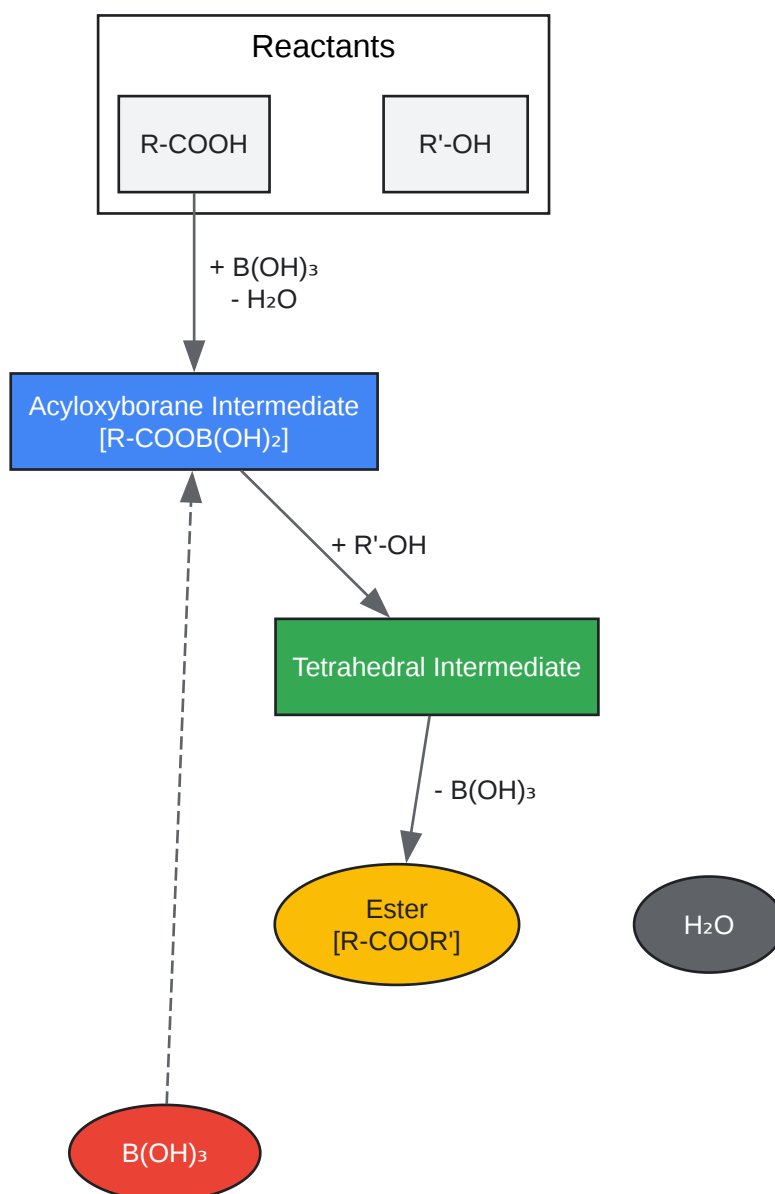 Reactants
R-COOH
R'-OH
+ B(OH)₃
- H₂O
Acyloxyborane Intermediate
[R-COOB(OH)₂]
+ R'-OH
Tetrahedral Intermediate
- B(OH)₃
Ester
[R-COOR']
H₂O
B(OH)₃